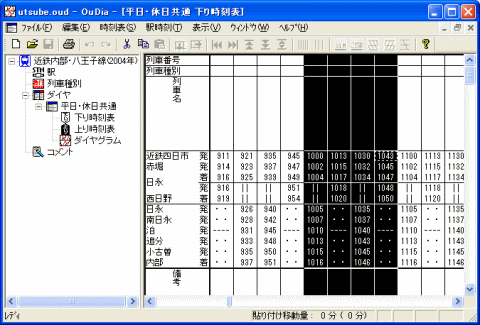 utsube.oud - OuDia - [平日・休日共通 下り時刻表]
ファイル(F) 編集(E) 時刻表(S) 駅時刻(T) 表示(V) ウィンドウ(W) ヘルプ(H)
近鉄内部・八王子線(2004年)
駅
列車種別
ダイヤ
平日・休日共通
下り時刻表
上り時刻表
ダイヤグラム
コメント
列車番号
列車種別
列車名
近鉄四日市 発 911 921 935 945 1000 1013 1030 1043 1100 1113 1130
赤堀 発 914 923 937 947 1002 1015 1032 1045 1102 1115 1132
日永 着 916 925 939 949 1004 1017 1034 1047 1104 1117 1134
発 916 || || 951 || 1018 || 1048 || 1118 ||
西日野 着 919 || || 954 || 1020 || 1050 || 1120 ||
日永 発 ・・ 926 940 ・・ 1005 ・・ 1035 ・・ 1105 ・・ 1135
南日永 発 ・・ 928 942 ・・ 1007 ・・ 1037 ・・ 1107 ・・ 1137
泊 発 ---- 931 945 ---- 1010 ---- 1040 ---- 1110 ---- 1140
追分 発 ・・ 933 948 ・・ 1013 ・・ 1043 ・・ 1113 ・・ 1143
小古曽 発 ・・ 935 950 ・・ 1015 ・・ 1045 ・・ 1115 ・・ 1145
内部 着 ・・ 937 951 ・・ 1016 ・・ 1046 ・・ 1116 ・・ 1146
備考
レディ 貼り付け移動量： 0分（ 0）